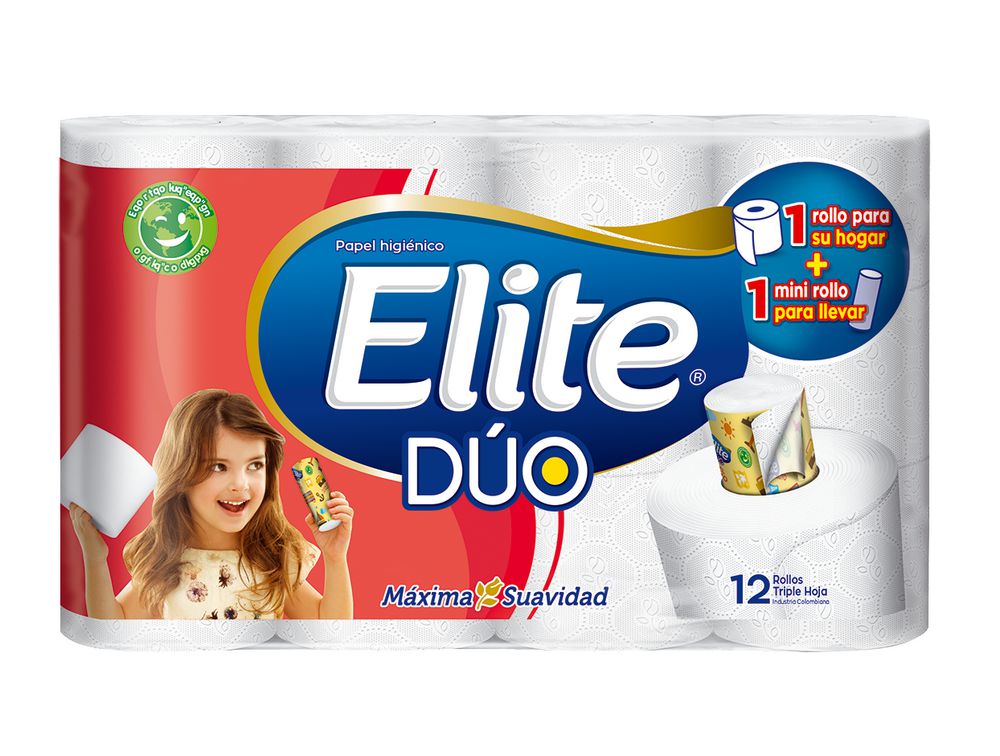 Papel higiénico
Elite
®
DÚO
1 rollo para
su hogar
+
1 mini rollo
para llevar
Máxima Suavidad
12 Rollos
Triple Hoja
Industria Colombiana